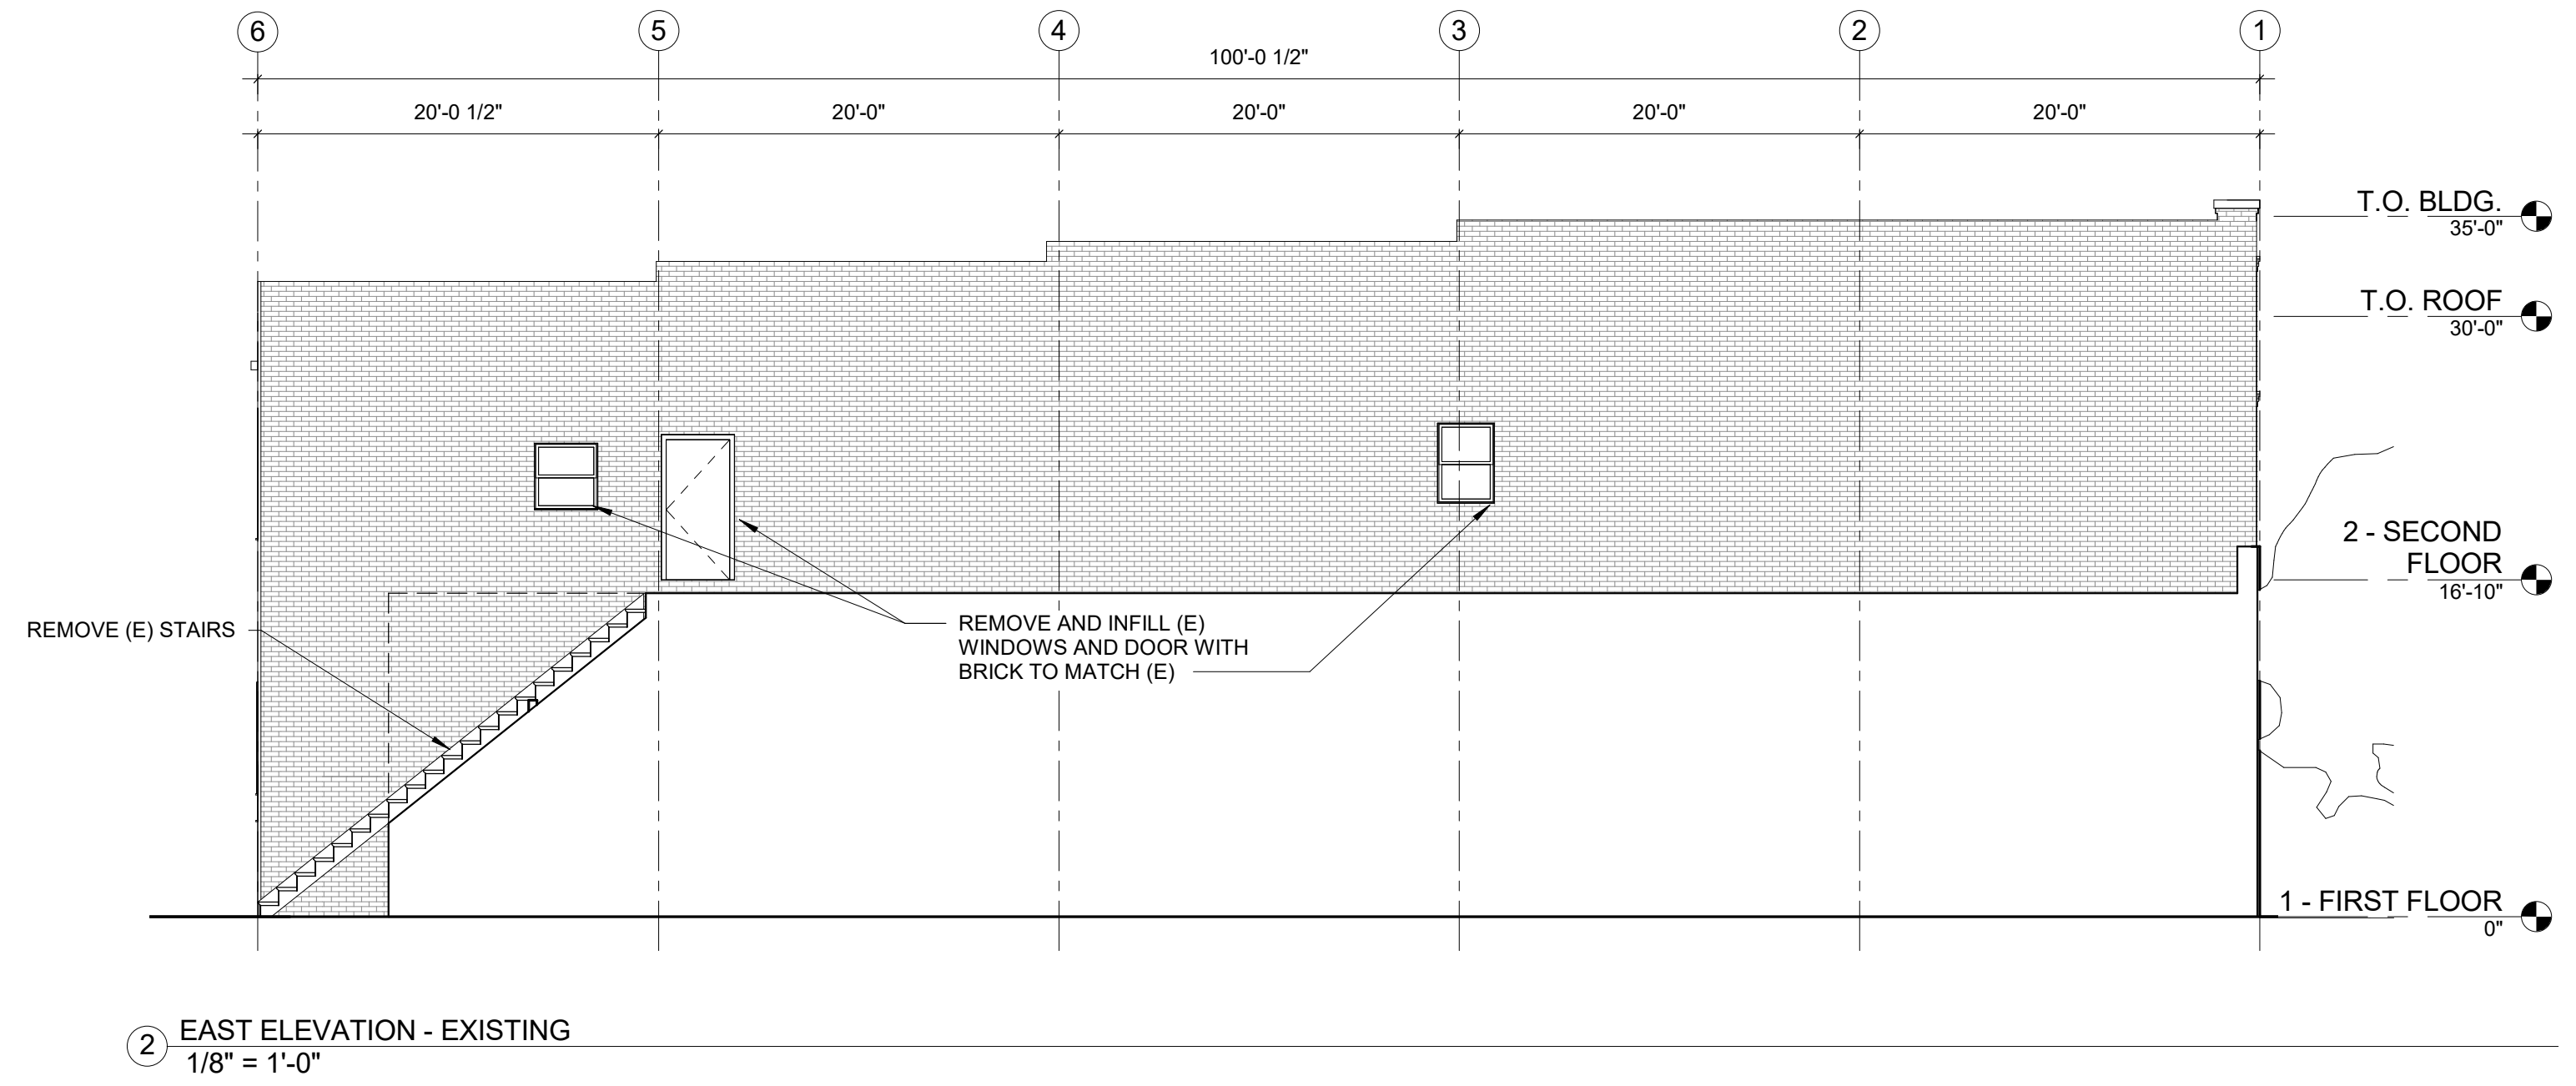 6 5 4 3 2 1
100'-0 1/2"
20'-0 1/2" 20'-0" 20'-0" 20'-0" 20'-0"
T.O. BLDG.
35'-0"
T.O. ROOF
30'-0"
2 - SECOND
FLOOR
16'-10"
REMOVE (E) STAIRS
REMOVE AND INFILL (E)
WINDOWS AND DOOR WITH
BRICK TO MATCH (E)
1 - FIRST FLOOR
0"
2 EAST ELEVATION - EXISTING
1/8" = 1'-0"